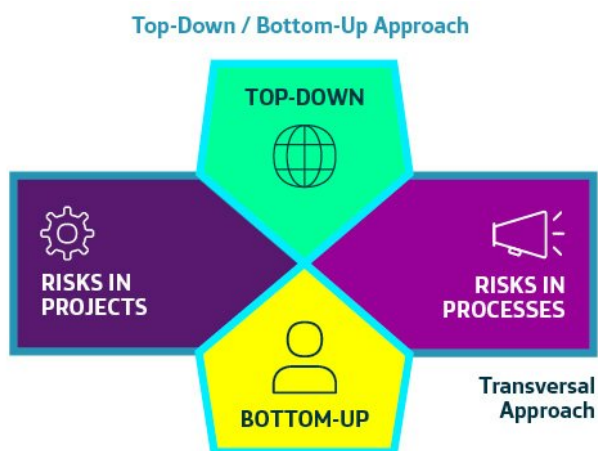 Top-Down / Bottom-Up Approach
TOP-DOWN
RISKS IN
PROJECTS
RISKS IN
PROCESSES
BOTTOM-UP
Transversal
Approach